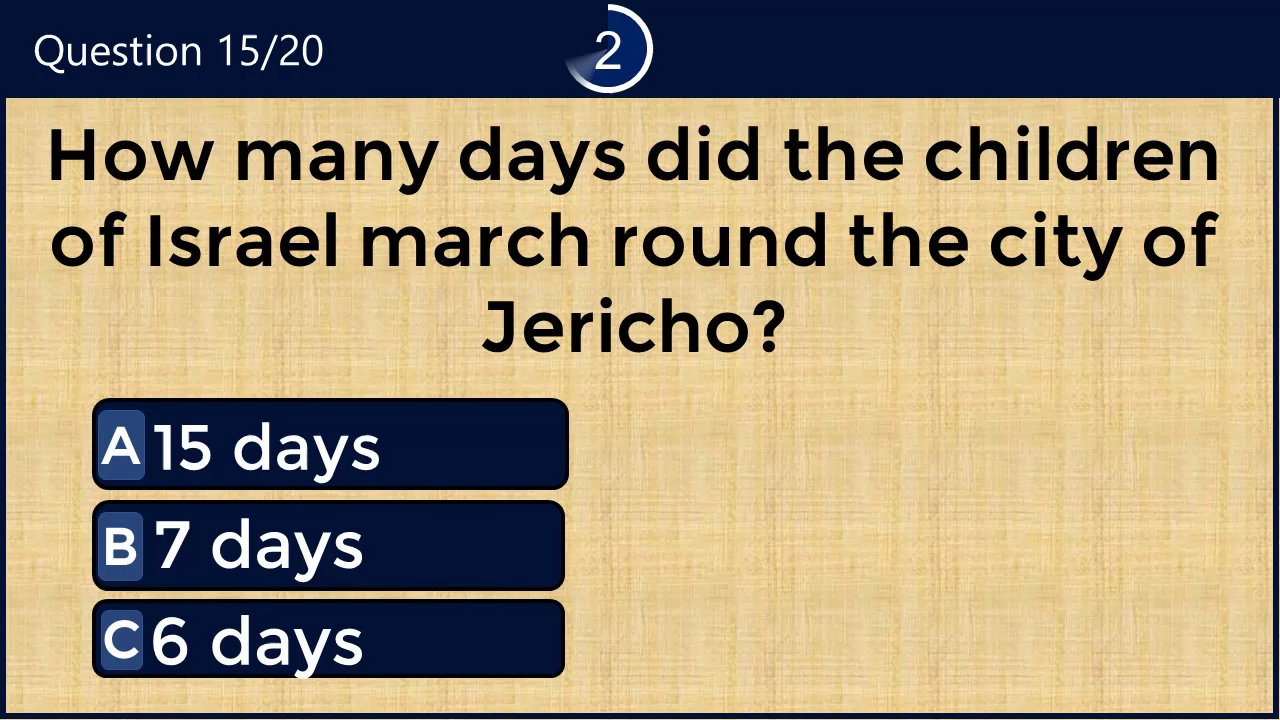 Question 15/20
2
How many days did the children
of Israel march round the city of
Jericho?
A 15 days
B 7 days
C 6 days